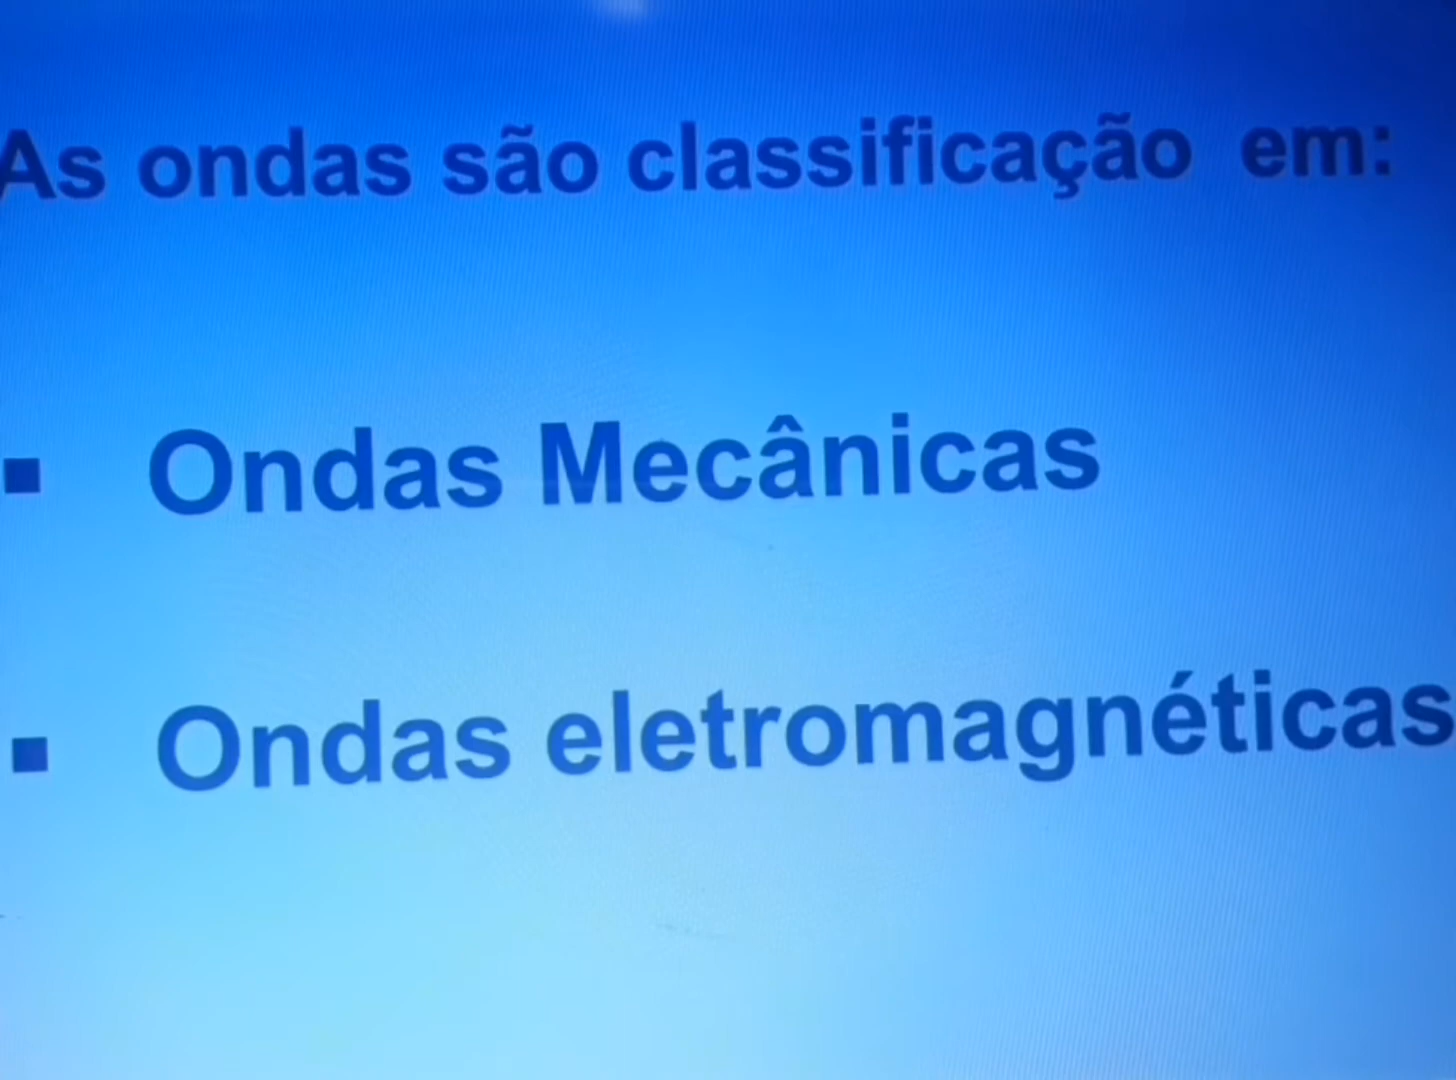 As ondas são classificação em:
▪ Ondas Mecânicas
▪ Ondas eletromagnéticas